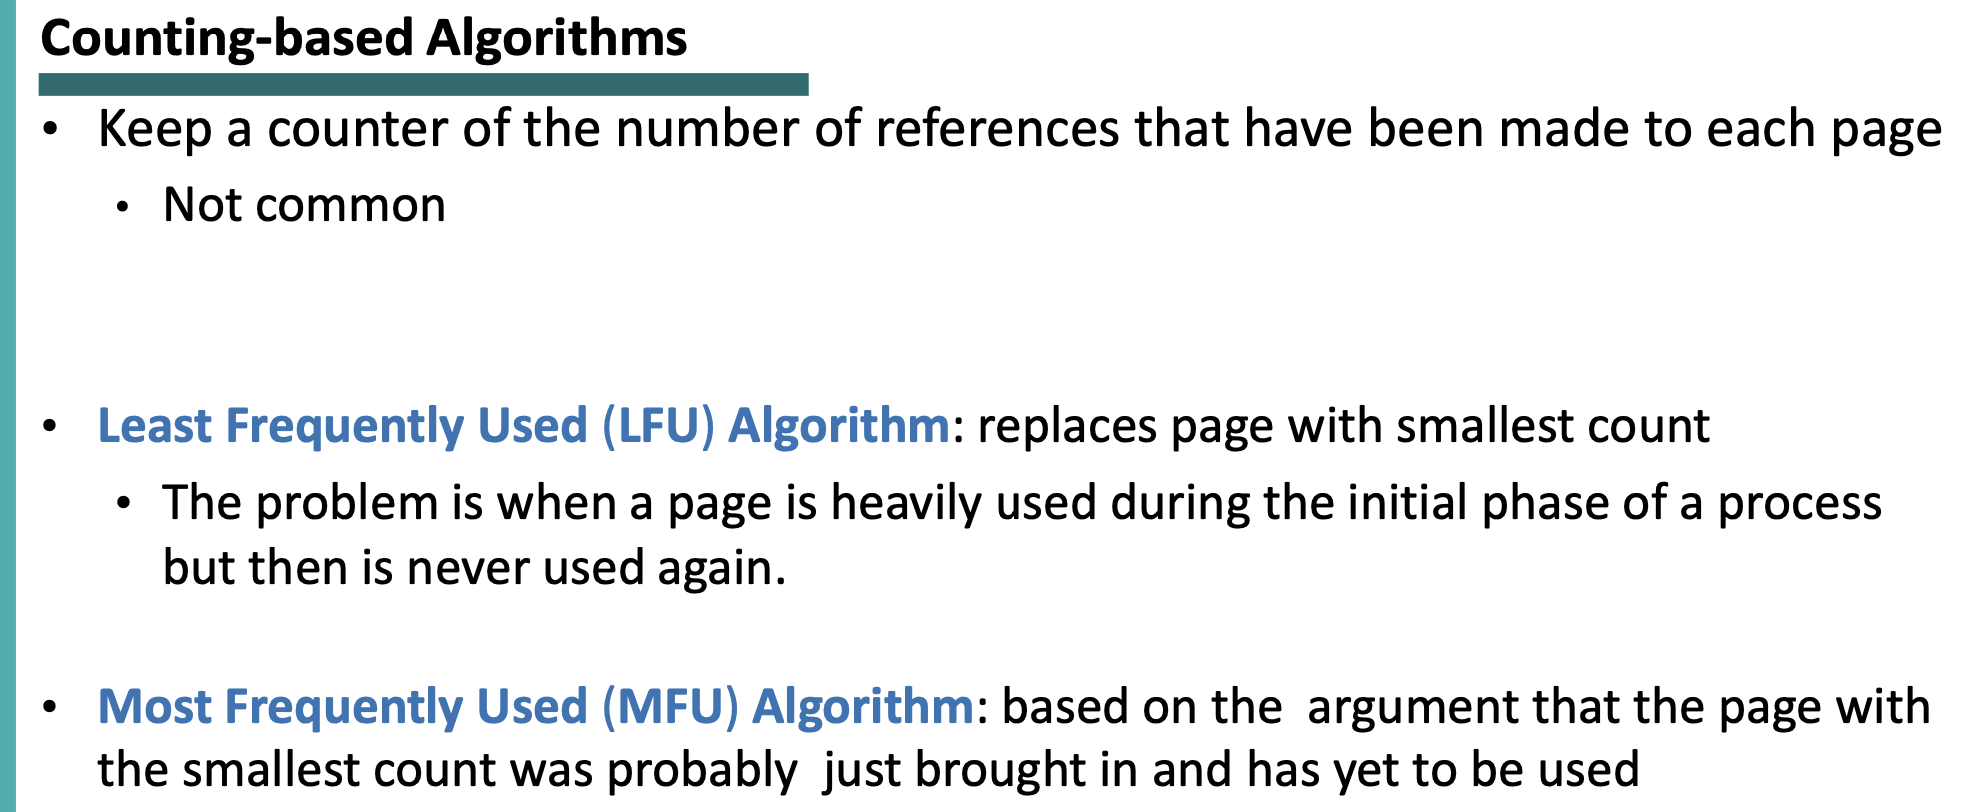 Counting-based Algorithms
• Keep a counter of the number of references that have been made to each page
• Not common
• Least Frequently Used (LFU) Algorithm: replaces page with smallest count
• The problem is when a page is heavily used during the initial phase of a process
but then is never used again.
• Most Frequently Used (MFU) Algorithm: based on the  argument that the page with
the smallest count was probably  just brought in and has yet to be used